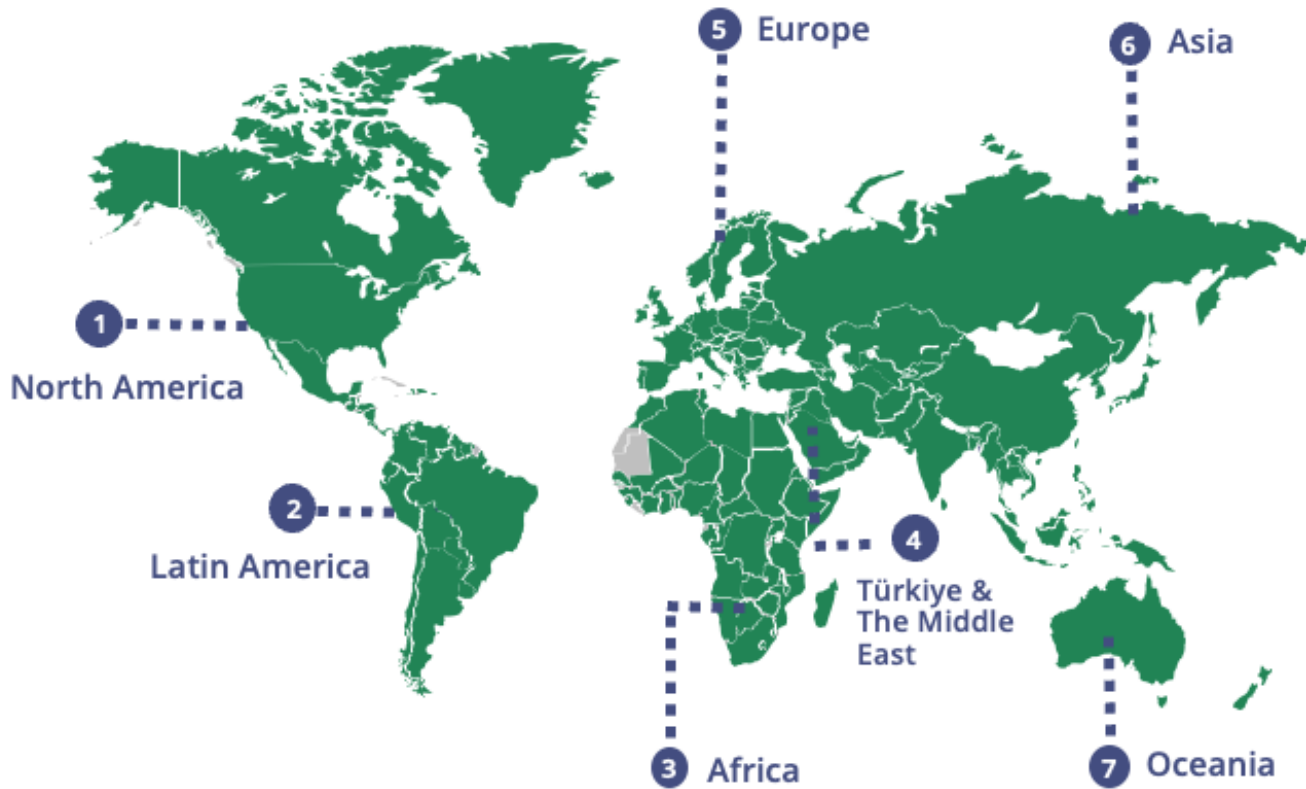 5 Europe
6 Asia
1
North America
2
Latin America
4
Türkiye &
The Middle
East
3 Africa
7 Oceania